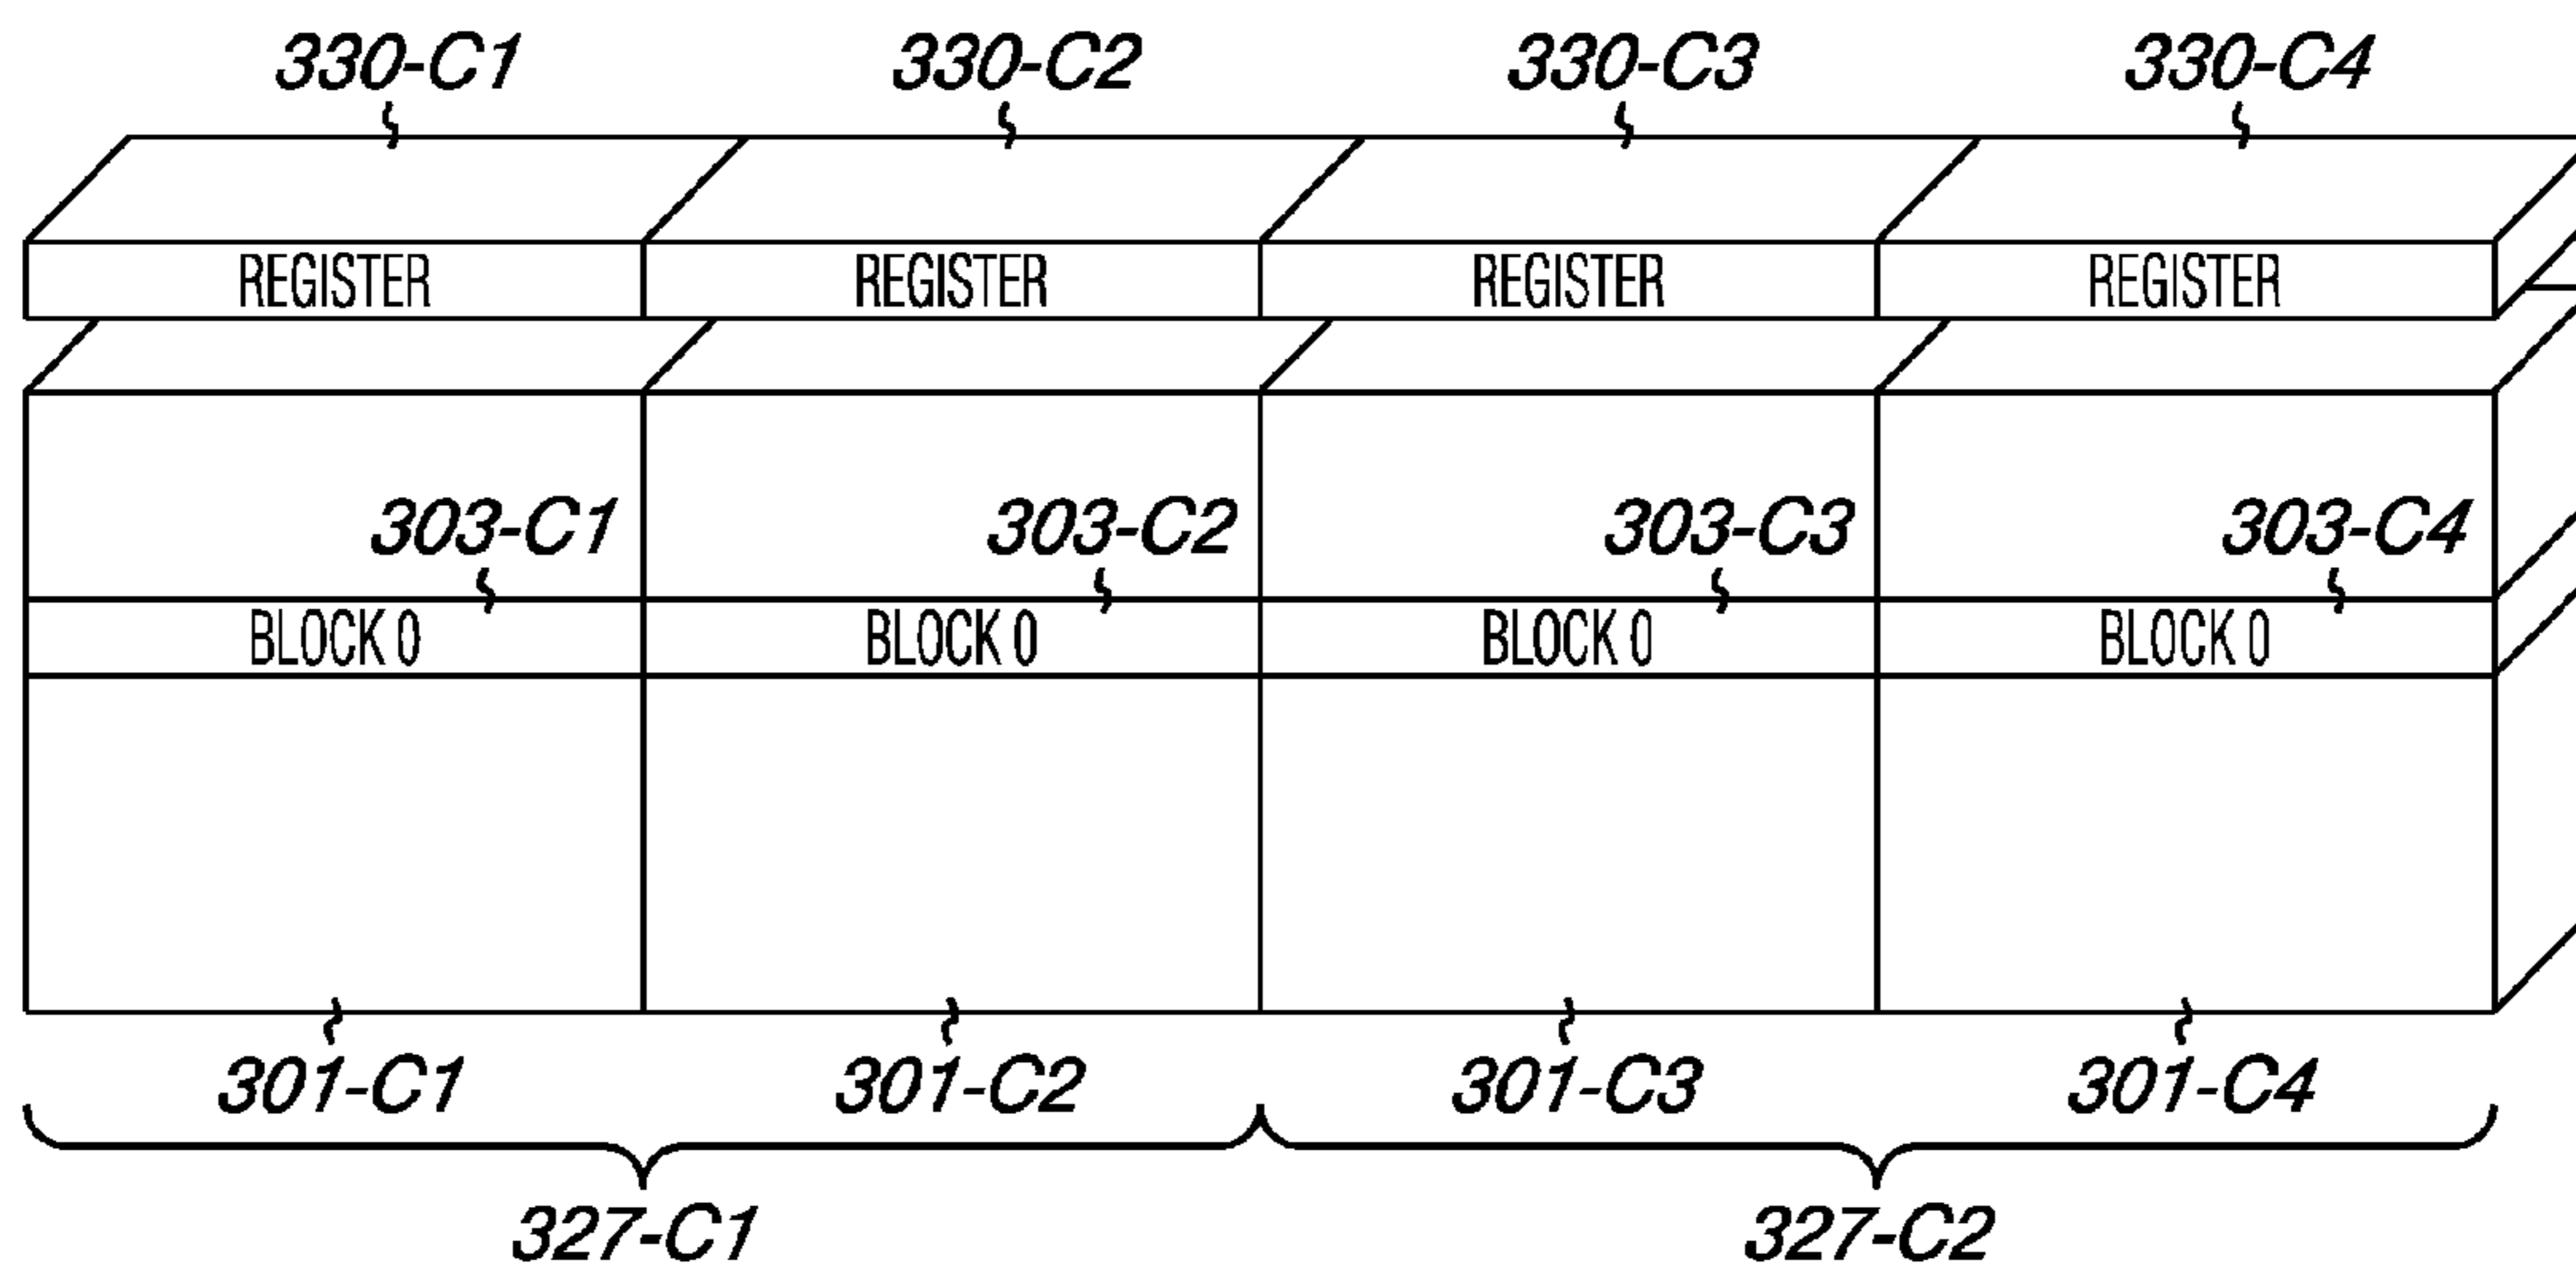 330-C1 330-C2 330-C3 330-C4
REGISTER REGISTER REGISTER REGISTER
303-C1 303-C2 303-C3 303-C4
BLOCK 0 BLOCK 0 BLOCK 0 BLOCK 0
301-C1 301-C2 301-C3 301-C4
327-C1 327-C2